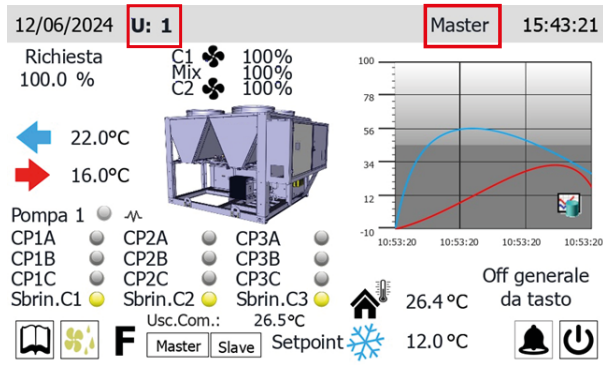 12/06/2024 U: 1 Master 15:43:21
Richiesta
100.0 %
C1 100%
Mix 100%
C2 100%
22.0°C
16.0°C
100
78
56
34
12
-10
10:53:20 10:53:20 10:53:20 10:53:20
Pompa 1
CP1A CP2A CP3A
CP1B CP2B CP3B
CP1C CP2C CP3C
Sbrin.C1 Sbrin.C2 Sbrin.C3
Off generale
da tasto
26.4 °C
Usc.Com.: 26.5°C
F Master Slave Setpoint 12.0 °C